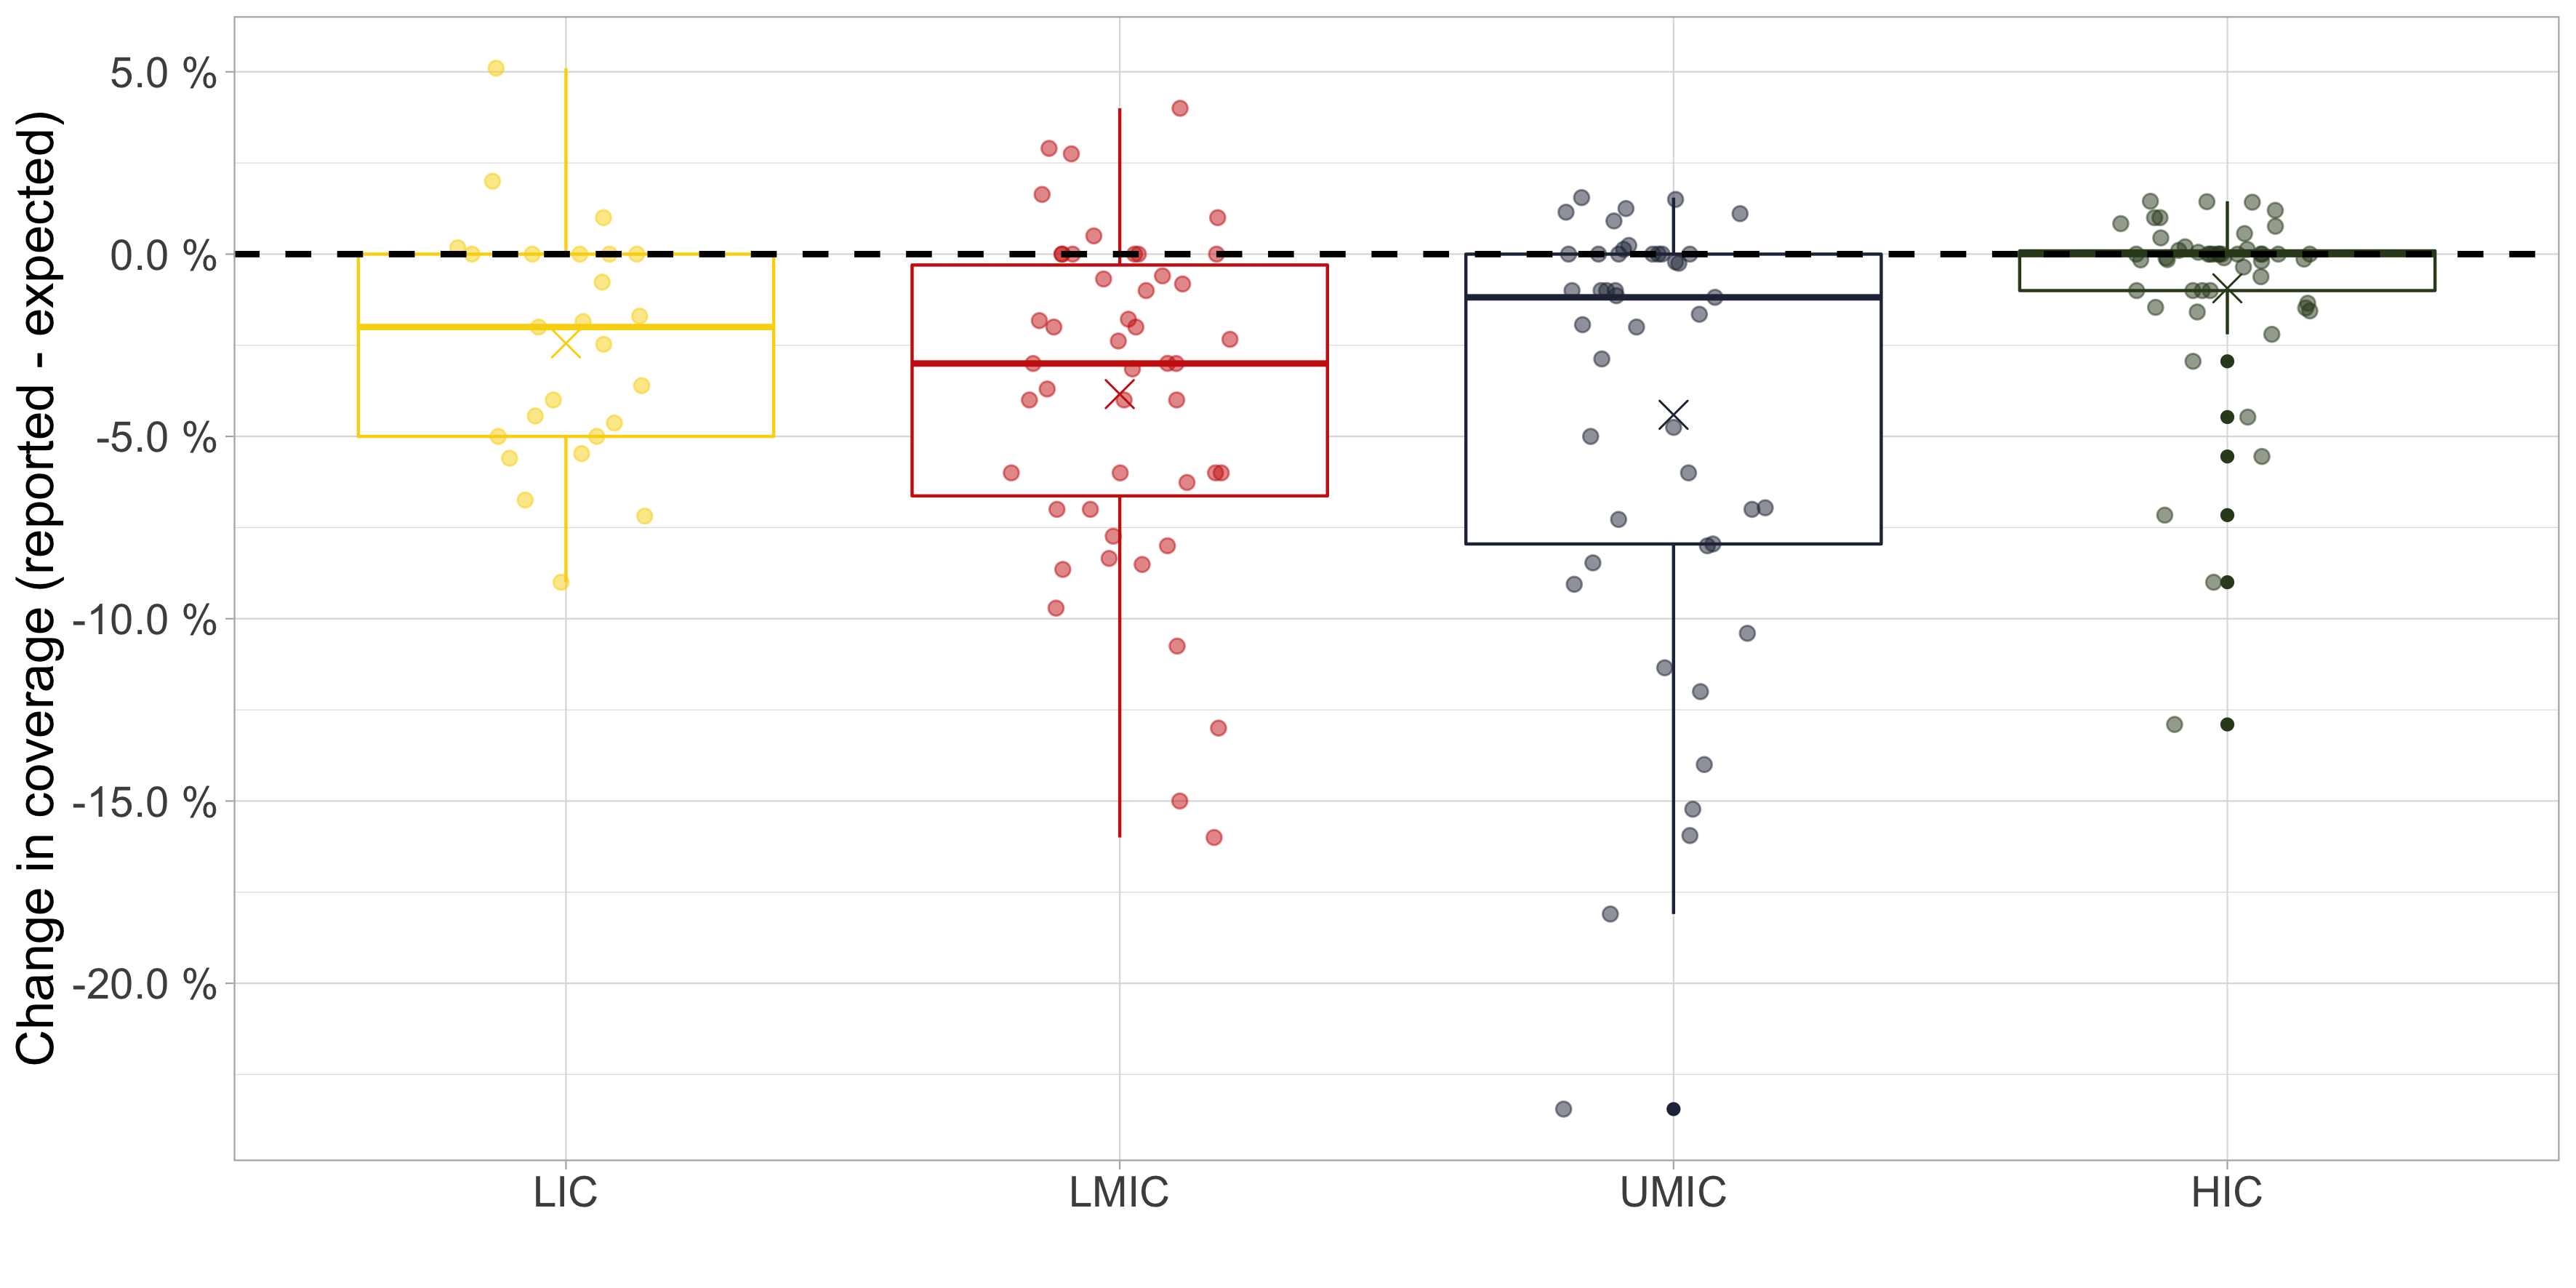 Change in coverage (reported - expected)
5.0 %
0.0 %
-5.0 %
-10.0 %
-15.0 %
-20.0 %
LIC
LMIC
UMIC
HIC